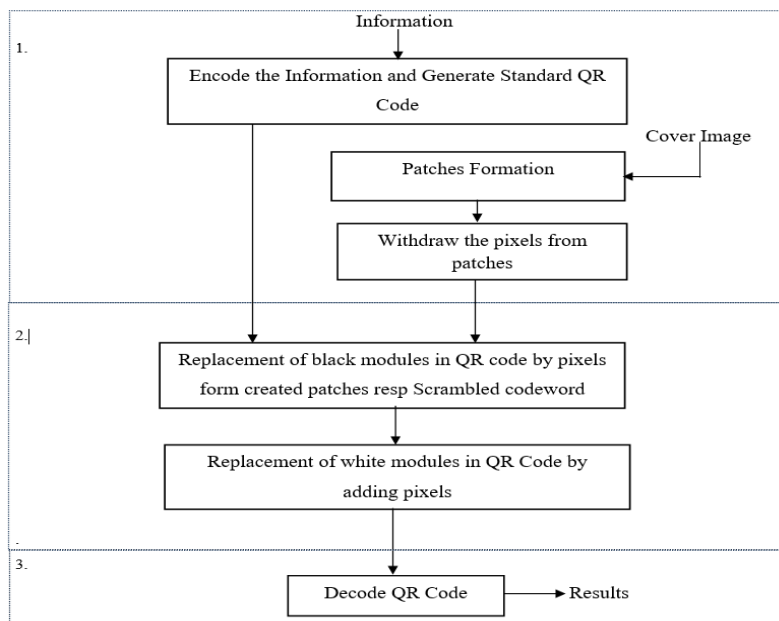 Information
1.
Encode the Information and Generate Standard QR
Code
Cover Image
Patches Formation
Withdraw the pixels from
patches
2.
Replacement of black modules in QR code by pixels
form created patches resp Scrambled codeword
Replacement of white modules in QR Code by
adding pixels
.
3.
Decode QR Code
Results